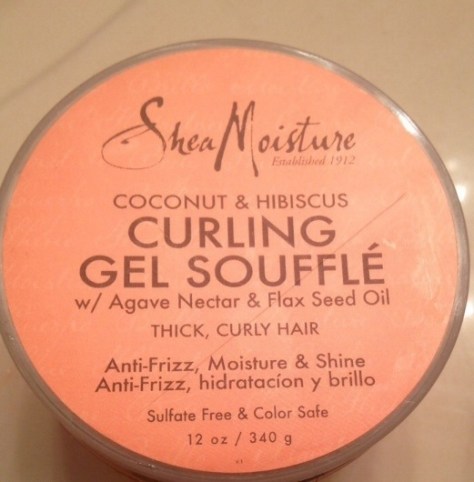 SheaMoisture
Established 1912
COCONUT & HIBISCUS
CURLING
GEL SOUFFLÉ
w/ Agave Nectar & Flax Seed Oil
THICK, CURLY HAIR
Anti-Frizz, Moisture & Shine
Anti-Frizz, hidratacíon y brillo
Sulfate Free & Color Safe
12 oz / 340 g